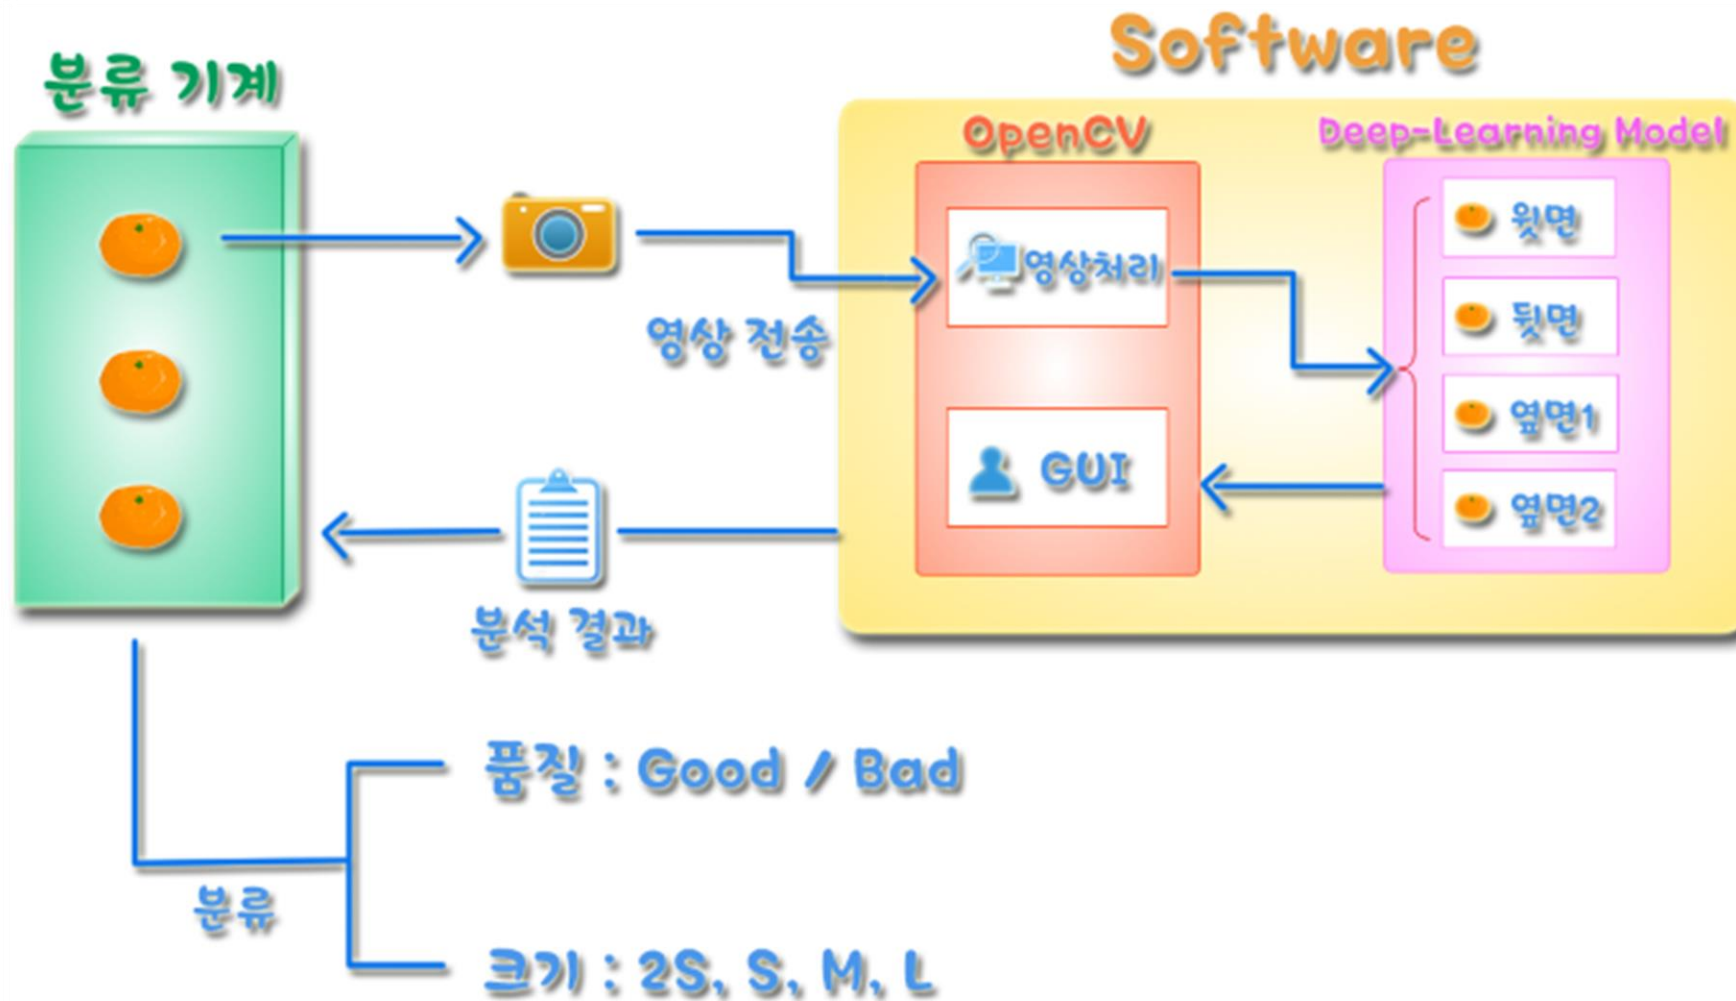 Software
분류 기계
OpenCV
Deep-Learning Model
영상처리
윗면
뒷면
옆면1
옆면2
영상 전송
GUI
분석 결과
품질 : Good / Bad
분류
크기 : 2S, S, M, L